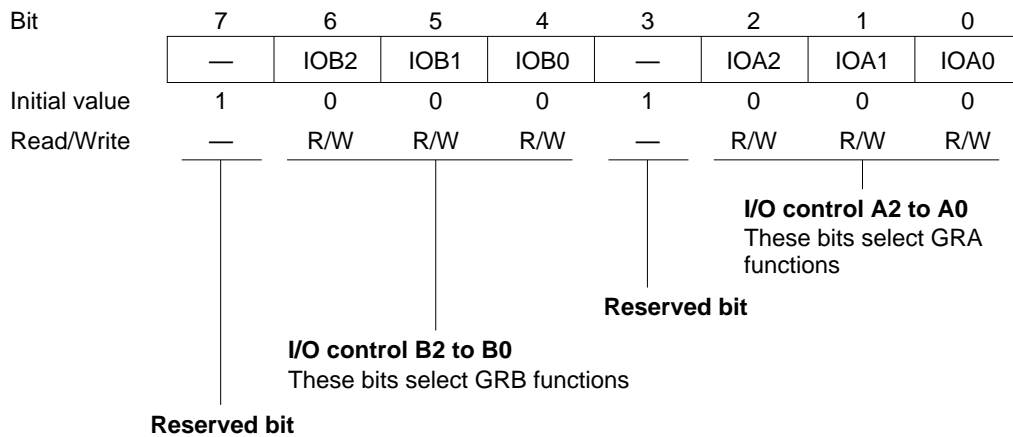 Bit 7 6 5 4 3 2 1 0
— IOB2 IOB1 IOB0 — IOA2 IOA1 IOA0
Initial value 1 0 0 0 1 0 0 0
Read/Write — R/W R/W R/W — R/W R/W R/W
I/O control A2 to A0
These bits select GRA
functions
Reserved bit
I/O control B2 to B0
These bits select GRB functions
Reserved bit